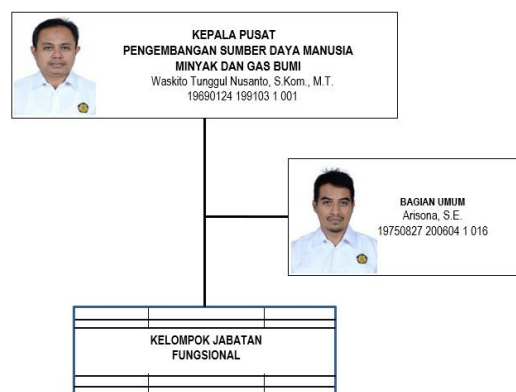 KEPALA PUSAT
PENGEMBANGAN SUMBER DAYA MANUSIA
MINYAK DAN GAS BUMI
Waskito Tunggul Nusanto, S.Kom., M.T.
19690124 199103 1 001
BAGIAN UMUM
Arisona, S.E.
19750827 200604 1 016
KELOMPOK JABATAN
FUNGSIONAL